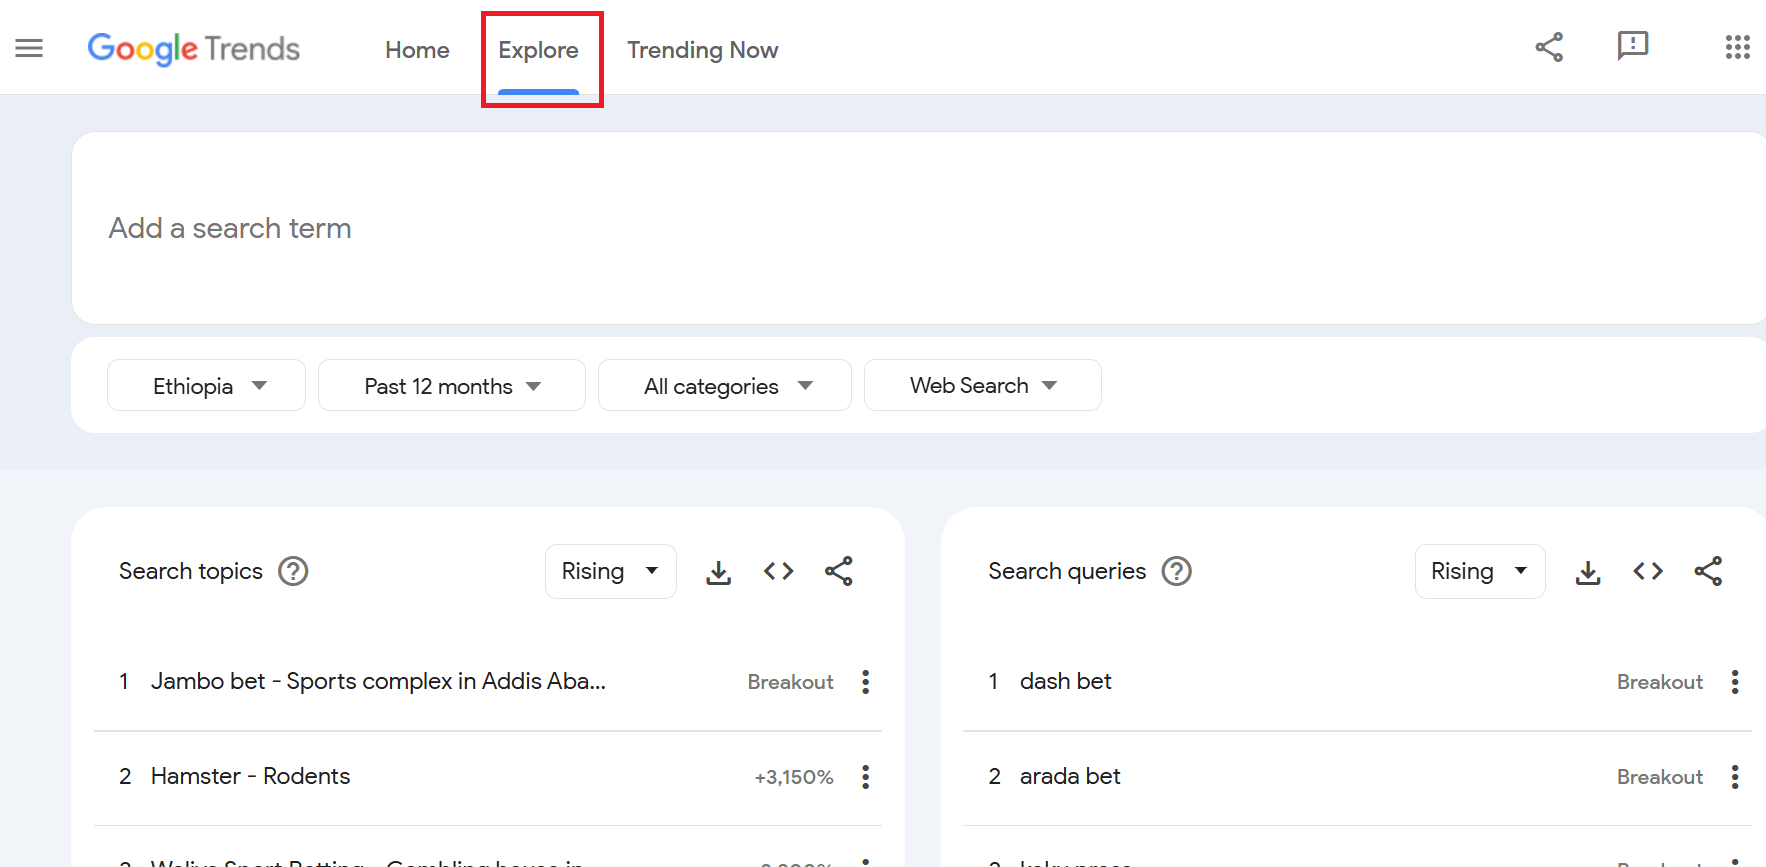 Google Trends
Home
Explore
Trending Now
Add a search term
Ethiopia
Past 12 months
All categories
Web Search
Search topics
Rising
1 Jambo bet - Sports complex in Addis Aba... Breakout
2 Hamster - Rodents +3,150%
Search queries
Rising
1 dash bet Breakout
2 arada bet Breakout